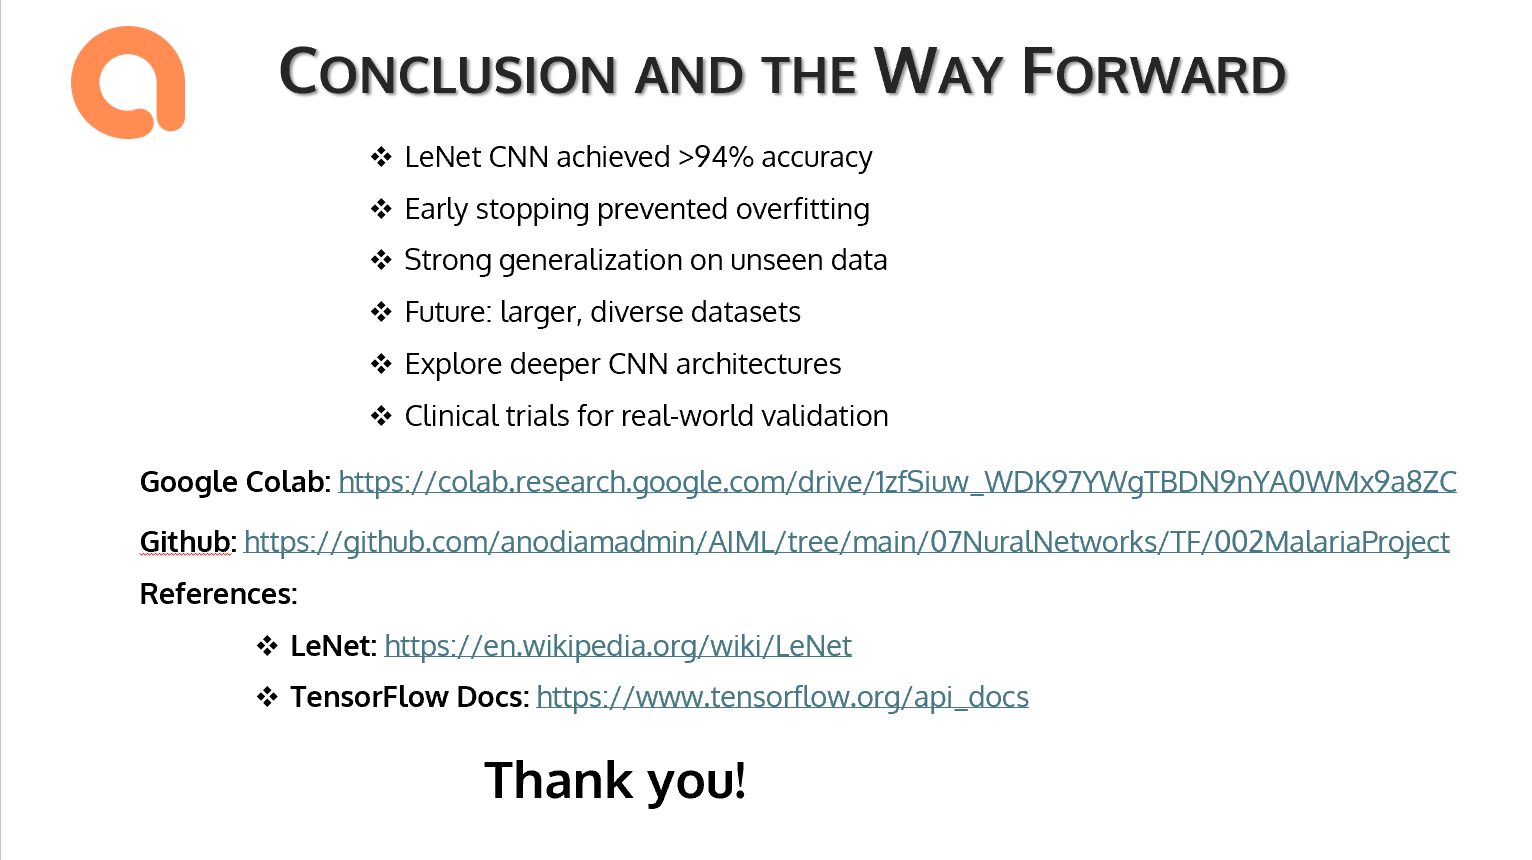 Conclusion and the Way Forward
❖ LeNet CNN achieved >94% accuracy
❖ Early stopping prevented overfitting
❖ Strong generalization on unseen data
❖ Future: larger, diverse datasets
❖ Explore deeper CNN architectures
❖ Clinical trials for real-world validation
Google Colab: https://colab.research.google.com/drive/1zfSiuw_WDK97YWgTBDN9nYA0WMx9a8ZC
Github: https://github.com/anodiamadmin/AIML/tree/main/07NuralNetworks/TF/002MalariaProject
References:
❖ LeNet: https://en.wikipedia.org/wiki/LeNet
❖ TensorFlow Docs: https://www.tensorflow.org/api_docs
Thank you!